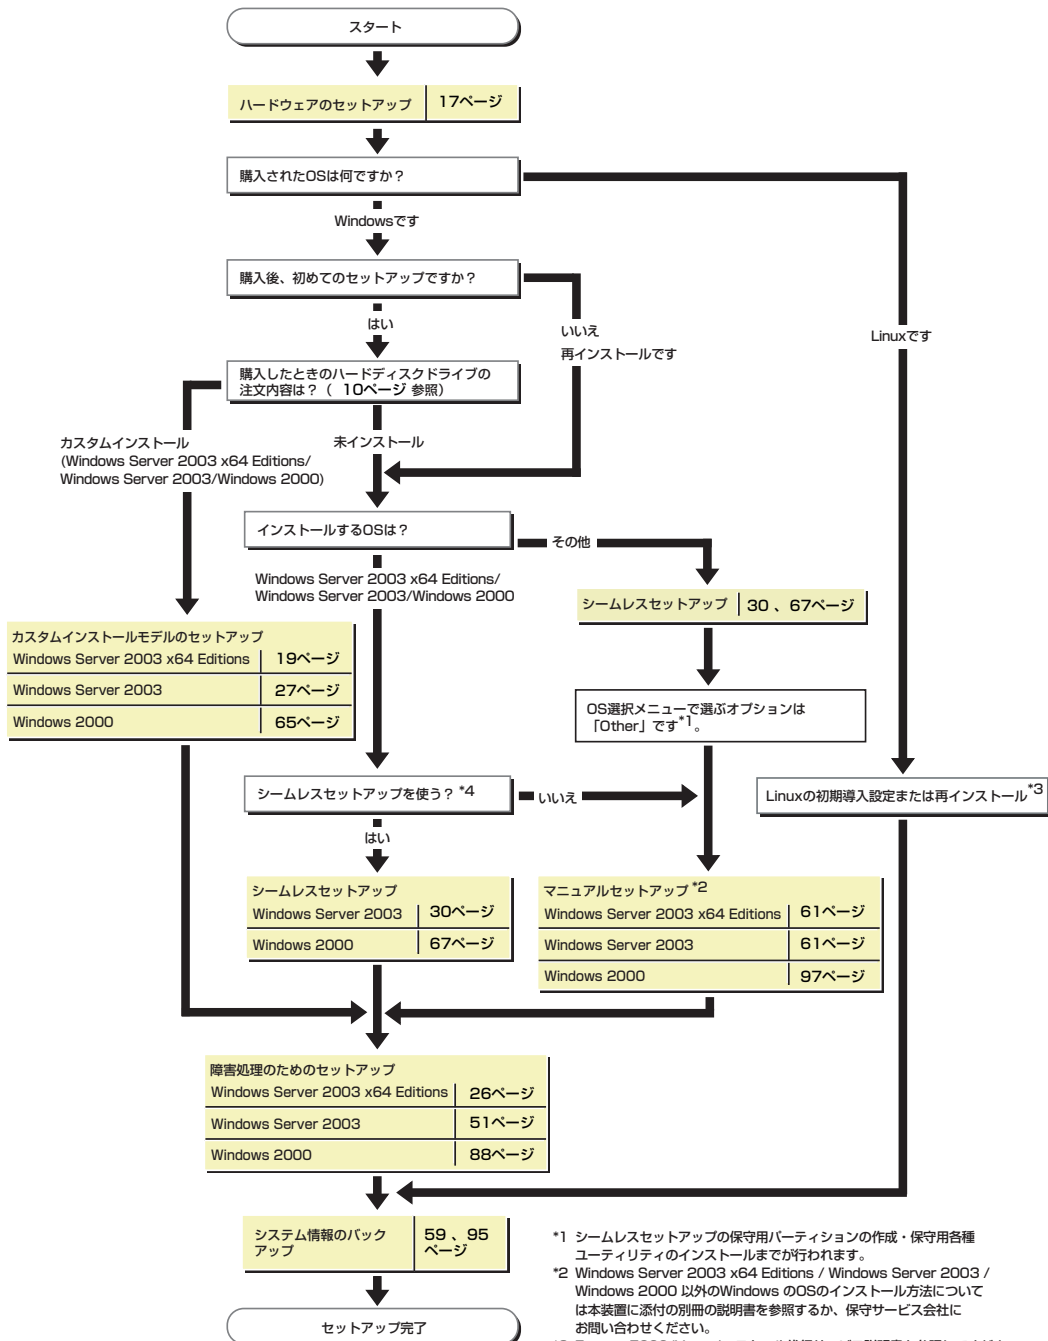 スタート
ハードウェアのセットアップ 17ページ
購入されたOSは何ですか？
Windowsです
購入後、初めてのセットアップですか？
はい
いいえ
再インストールです
Linuxです
購入したときのハードディスクドライブの
注文内容は？（ 10ページ 参照）
カスタムインストール
(Windows Server 2003 x64 Editions/
Windows Server 2003/Windows 2000)
未インストール
インストールするOSは？
その他
Windows Server 2003 x64 Editions/
Windows Server 2003/Windows 2000
シームレスセットアップ 30 、67ページ
カスタムインストールモデルのセットアップ
Windows Server 2003 x64 Editions 19ページ
Windows Server 2003 27ページ
Windows 2000 65ページ
OS選択メニューで選ぶオプションは
「Other」です*1。
シームレスセットアップを使う？ *4
いいえ
Linuxの初期導入設定または再インストール*3
はい
シームレスセットアップ
Windows Server 2003 30ページ
Windows 2000 67ページ
マニュアルセットアップ *2
Windows Server 2003 x64 Editions 61ページ
Windows Server 2003 61ページ
Windows 2000 97ページ
障害処理のためのセットアップ
Windows Server 2003 x64 Editions 26ページ
Windows Server 2003 51ページ
Windows 2000 88ページ
システム情報のバック
アップ
59 、95
ページ
セットアップ完了
*1 シームレスセットアップの保守用パーティションの作成・保守用各種
ユーティリティのインストールまでが行われます。
*2 Windows Server 2003 x64 Editions / Windows Server 2003 /
Windows 2000 以外のWindows のOSのインストール方法について
は本装置に添付の別冊の説明書を参照するか、保守サービス会社に
お問い合わせください。